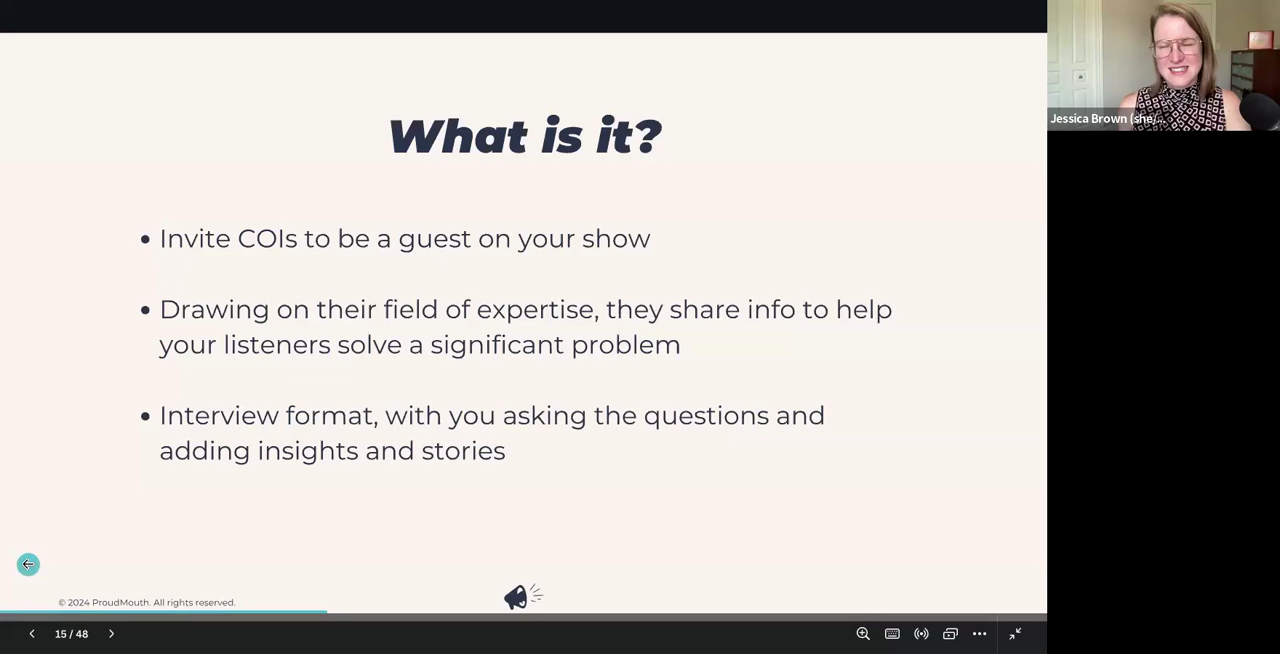 What is it?
• Invite COIs to be a guest on your show
• Drawing on their field of expertise, they share info to help
your listeners solve a significant problem
• Interview format, with you asking the questions and
adding insights and stories
© 2024 ProudMouth. All rights reserved.
15 / 48
Jessica Brown (she/...